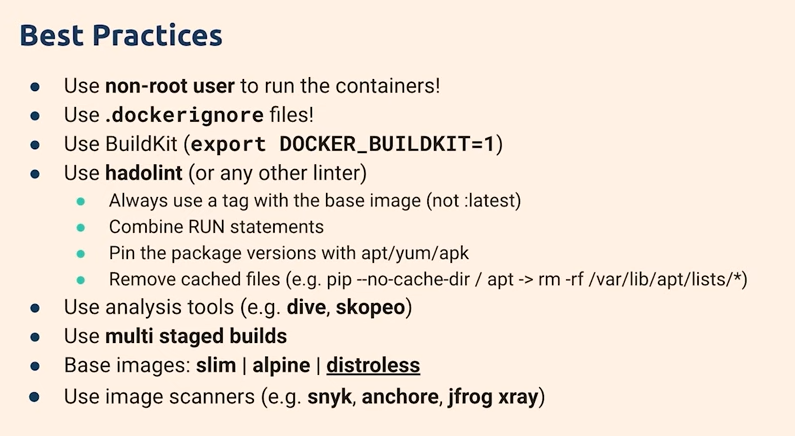 Best Practices
● Use non-root user to run the containers!
● Use .dockerignore files!
● Use BuildKit (export DOCKER_BUILDKIT=1)
● Use hadolint (or any other linter)
● Always use a tag with the base image (not :latest)
● Combine RUN statements
● Pin the package versions with apt/yum/apk
● Remove cached files (e.g. pip --no-cache-dir / apt -> rm -rf /var/lib/apt/lists/*)
● Use analysis tools (e.g. dive, skopeo)
● Use multi staged builds
● Base images: slim | alpine | distroless
● Use image scanners (e.g. snyk, anchore, jfrog xray)